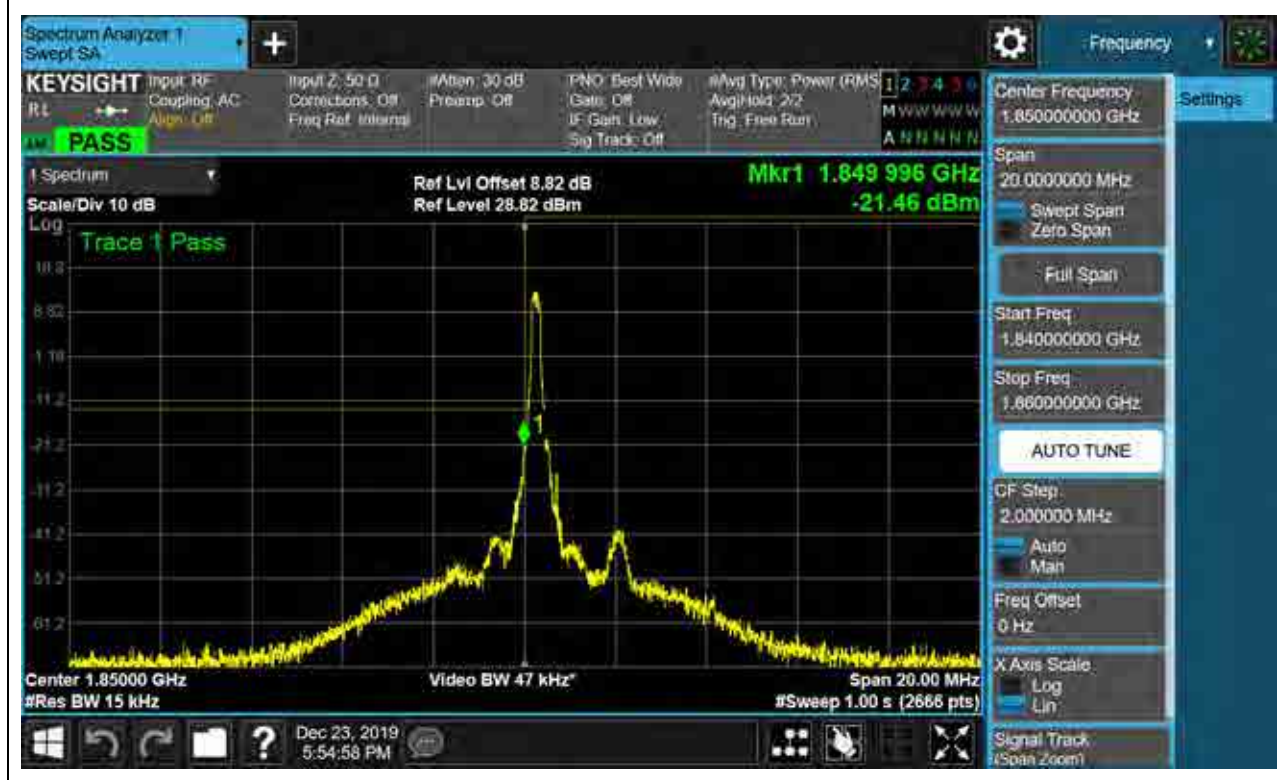 Spectrum Analyzer 1
Swept SA
Frequency
KEYSIGHT
Input: RF
Coupling: AC
Align: Off
Input Z: 50 Ω
Corrections: Off
Freq Ref: Internal
#Atten: 30 dB
Preamp: Off
PNO: Best Wide
Gate: Off
IF Gain: Low
Sig Track: Off
#Avg Type: Power (RMS
Avg|Hold: 2/2
Trig: Free Run
1 2 3 4 5 6
M W W W W W
A N N N N N
PASS
Settings
Center Frequency
1.850000000 GHz
Span
20.0000000 MHz
Swept Span
Zero Span
Full Span
Start Freq
1.840000000 GHz
Stop Freq
1.860000000 GHz
AUTO TUNE
CF Step
2.000000 MHz
Auto
Man
Freq Offset
0 Hz
X Axis Scale
Log
Lin
Signal Track
(Span Zoom)
1 Spectrum
Scale/Div 10 dB
Ref Lvl Offset 8.82 dB
Ref Level 28.82 dBm
Mkr1 1.849 996 GHz
-21.46 dBm
Log
Trace 1 Pass
18.8
8.82
-1.18
-11.2
-21.2
-31.2
-41.2
-51.2
-61.2
Center 1.85000 GHz
#Res BW 15 kHz
Video BW 47 kHz*
Span 20.00 MHz
#Sweep 1.00 s (2666 pts)
?
Dec 23, 2019
5:54:58 PM